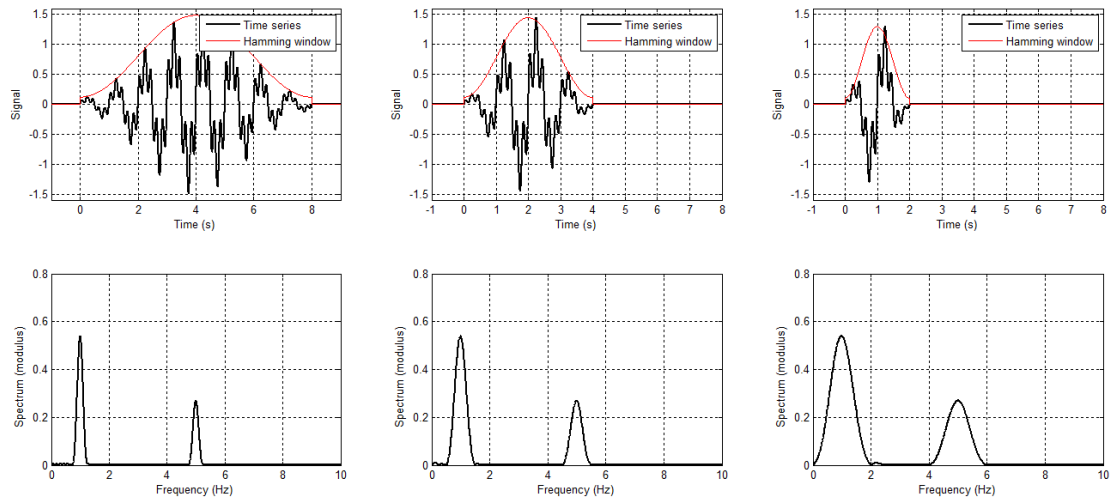 Time series
Hamming window
1.5
1
0.5
0
-0.5
-1
-1.5
Signal
0 2 4 6 8
Time (s)
Time series
Hamming window
1.5
1
0.5
0
-0.5
-1
-1.5
Signal
-1 0 1 2 3 4 5 6 7 8
Time (s)
Time series
Hamming window
1.5
1
0.5
0
-0.5
-1
-1.5
Signal
-1 0 1 2 3 4 5 6 7 8
Time (s)
0.8
0.6
0.4
0.2
0
Spectrum (modulus)
0 2 4 6 8 10
Frequency (Hz)
0.8
0.6
0.4
0.2
0
Spectrum (modulus)
0 2 4 6 8 10
Frequency (Hz)
0.8
0.6
0.4
0.2
0
Spectrum (modulus)
0 2 4 6 8 10
Frequency (Hz)